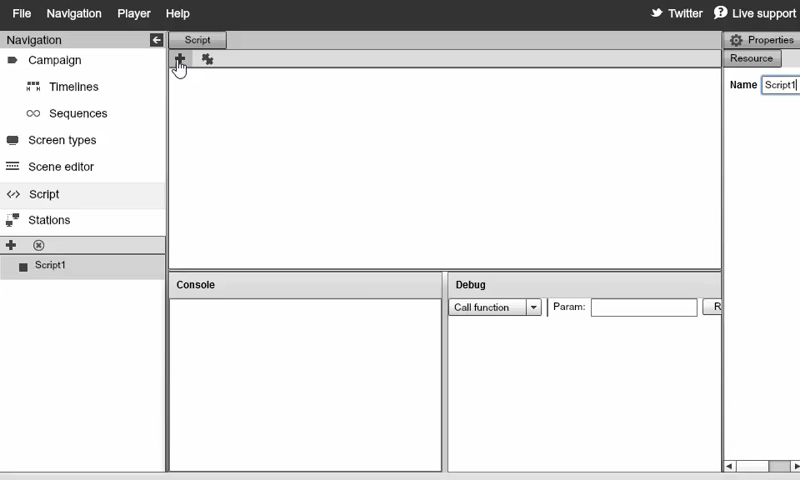 File Navigation Player Help Twitter Live support
Navigation
Script
Properties
Campaign
Resource
Timelines
Name Script1
Sequences
Screen types
Scene editor
Script
Stations
Script1
Console
Debug
Call function Param: R